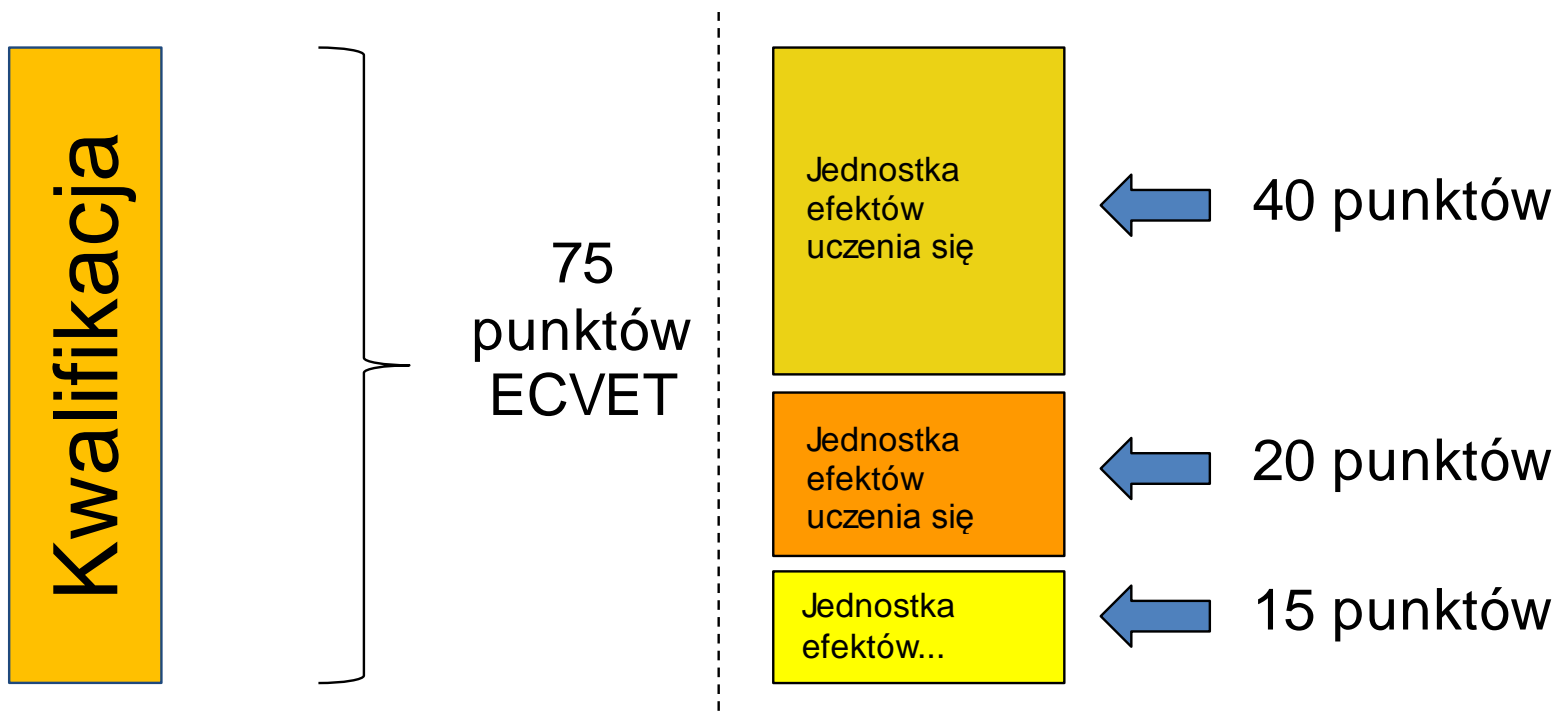 Kwalifikacja
75
punktów
ECVET
Jednostka
efektów
uczenia się
40 punktów
Jednostka
efektów
uczenia się
20 punktów
Jednostka
efektów...
15 punktów